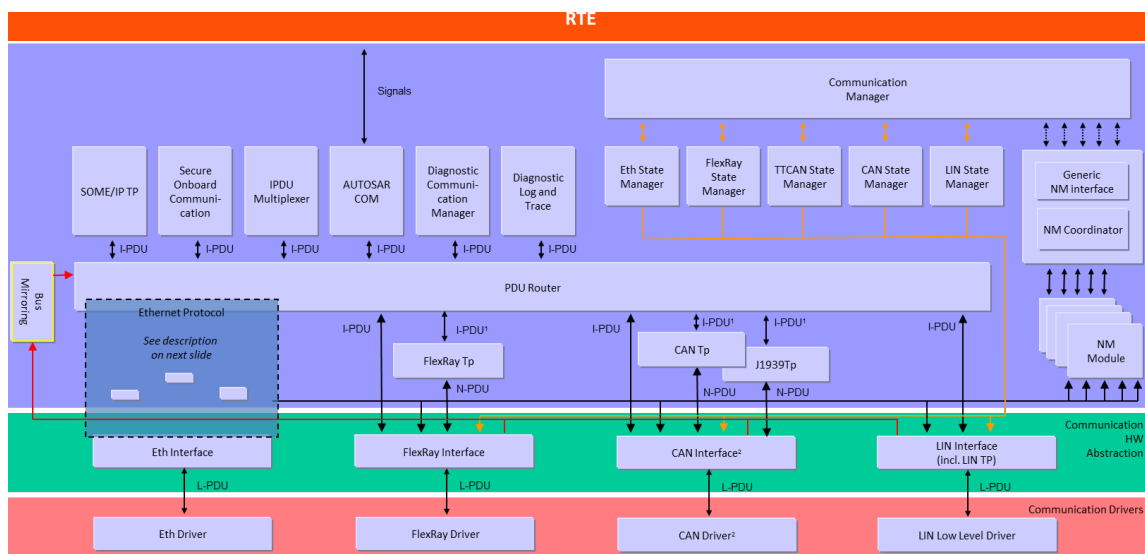 RTE
Signals
Communication
Manager
SOME/IP TP
Secure
Onboard
Communi-
cation
IPDU
Multiplexer
AUTOSAR
COM
Diagnostic
Communi-
cation
Manager
Diagnostic
Log and
Trace
Eth State
Manager
FlexRay
State
Manager
TTCAN State
Manager
CAN State
Manager
LIN State
Manager
Generic
NM interface
NM Coordinator
I-PDU
I-PDU
I-PDU
I-PDU
I-PDU
I-PDU
Bus
Mirroring
PDU Router
Ethernet Protocol
See description
on next slide
I-PDU
I-PDU¹
I-PDU
I-PDU¹
I-PDU¹
I-PDU
FlexRay Tp
CAN Tp
J1939Tp
NM
Module
N-PDU
N-PDU
N-PDU
Communication
HW
Abstraction
Eth Interface
FlexRay Interface
CAN Interface²
LIN Interface
(incl. LIN TP)
L-PDU
L-PDU
L-PDU
L-PDU
Communication Drivers
Eth Driver
FlexRay Driver
CAN Driver²
LIN Low Level Driver